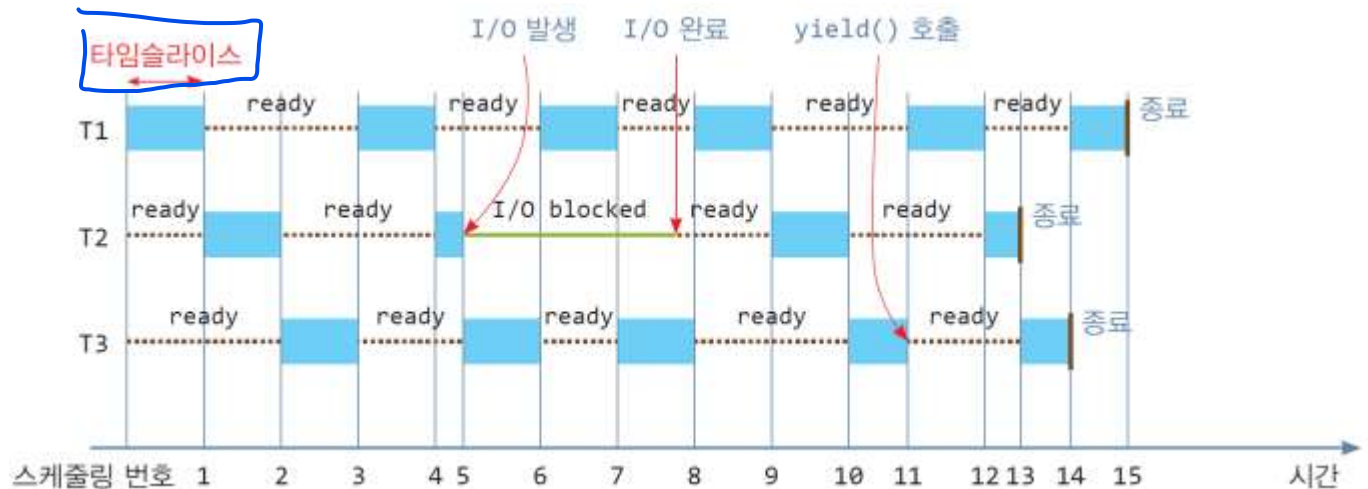 I/O 발생 I/O 완료 yield() 호출
타임슬라이스
ready ready ready ready ready
T1 종료
ready ready I/O blocked ready ready
T2 종료
ready ready ready ready ready
T3 종료
스케줄링 번호 1 2 3 4 5 6 7 8 9 10 11 12 13 14 15 시간